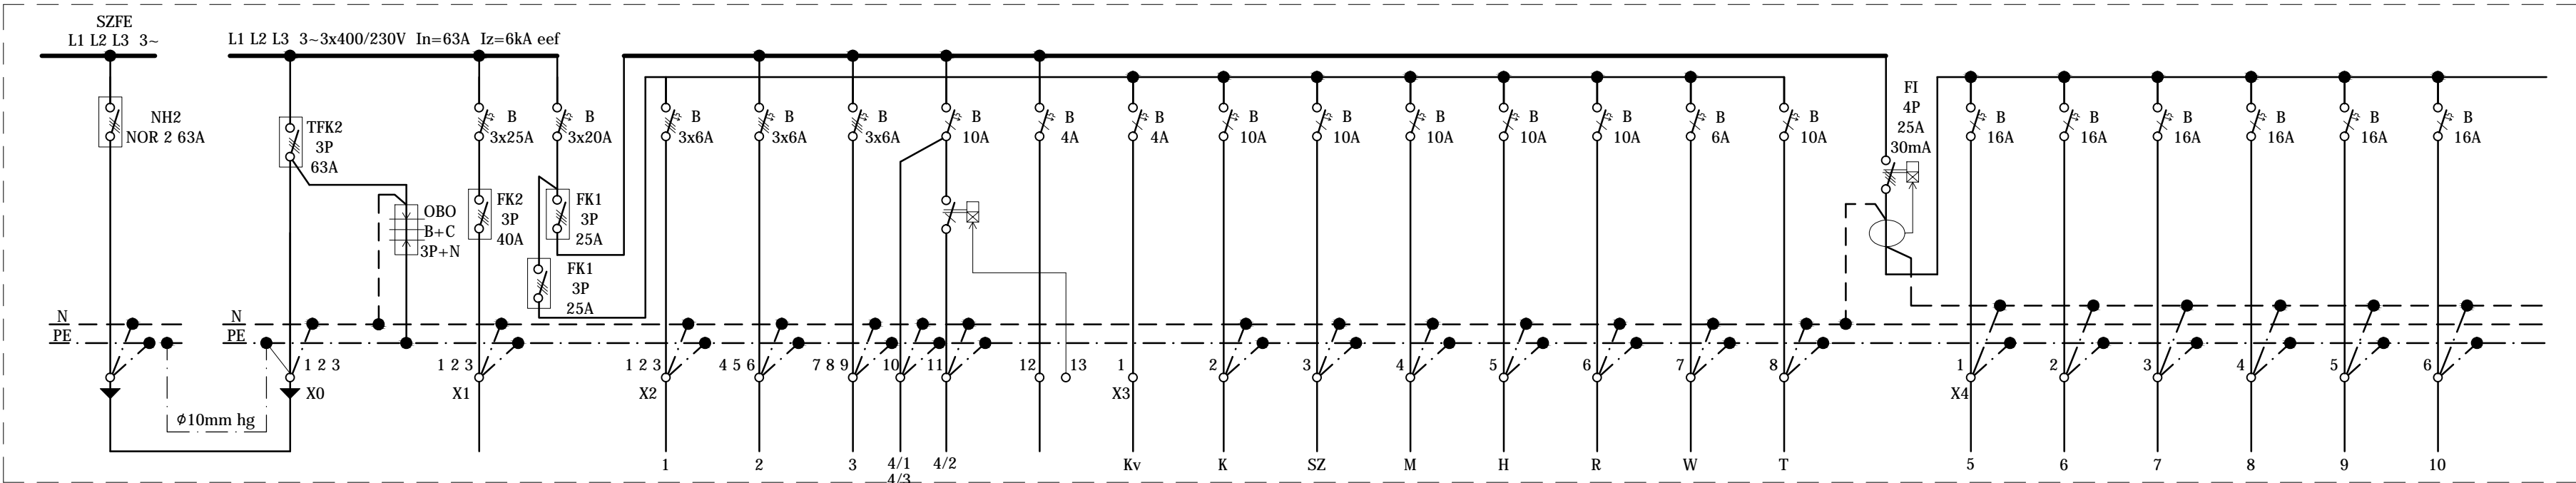 SZFE
L1 L2 L3 3~
L1 L2 L3 3~3x400/230V In=63A Iz=6kA eef
NH2
NOR 2 63A
TFK2
3P
63A
OBO
B+C
3P+N
B
3x25A
FK2
3P
40A
B
3x20A
FK1
3P
25A
FK1
3P
25A
B
3x6A
B
3x6A
B
3x6A
B
10A
B
4A
B
4A
B
10A
B
10A
B
10A
B
10A
B
10A
B
6A
B
10A
FI
4P
25A
30mA
B
16A
B
16A
B
16A
B
16A
B
16A
B
16A
N
PE
N
PE
1 2 3
1 2 3
1 2 3
4 5 6
7 8 9
10
11
12
13
1
2
3
4
5
6
7
8
1
2
3
4
5
6
X0
X1
X2
X3
X4
ϕ10mm hg
1
2
3
4/1
4/3
4/2
Kv
K
SZ
M
H
R
W
T
5
6
7
8
9
10